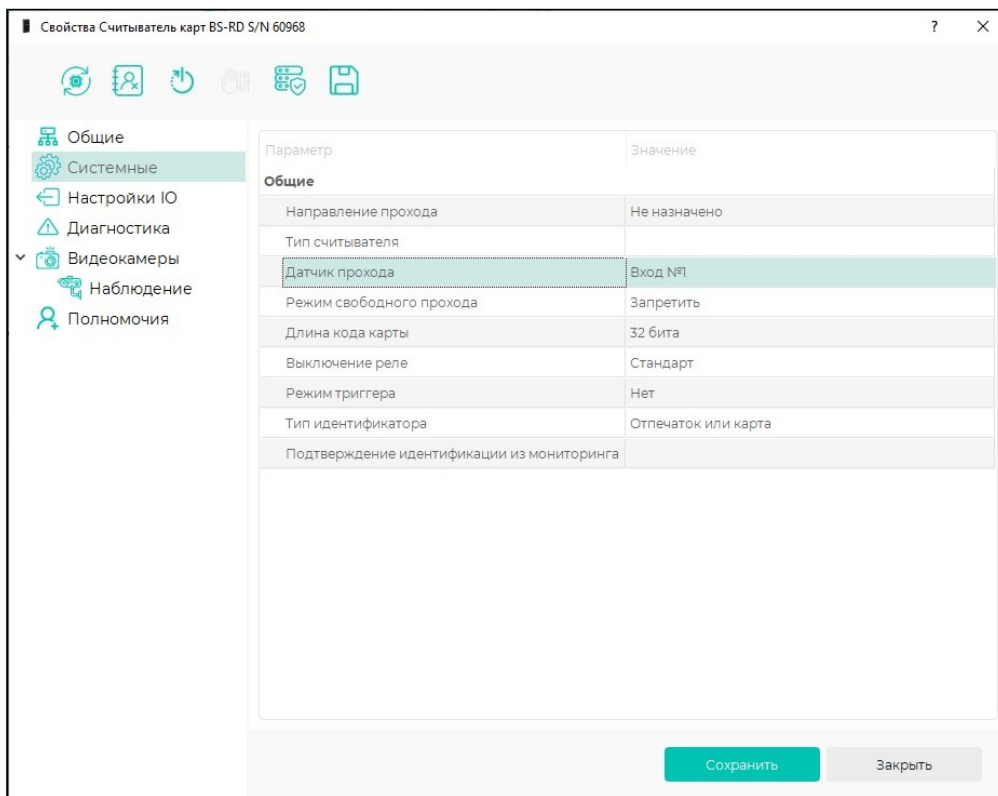 Свойства Считыватель карт BS-RD S/N 60968
Общие
Системные
Настройки IO
Диагностика
Видеокамеры
Наблюдение
Полномочия
Параметр Значение
Общие
Направление прохода Не назначено
Тип считывателя
Датчик прохода Вход №1
Режим свободного прохода Запретить
Длина кода карты 32 бита
Выключение реле Стандарт
Режим триггера Нет
Тип идентификатора Отпечаток или карта
Подтверждение идентификации из мониторинга
Сохранить Закрыть